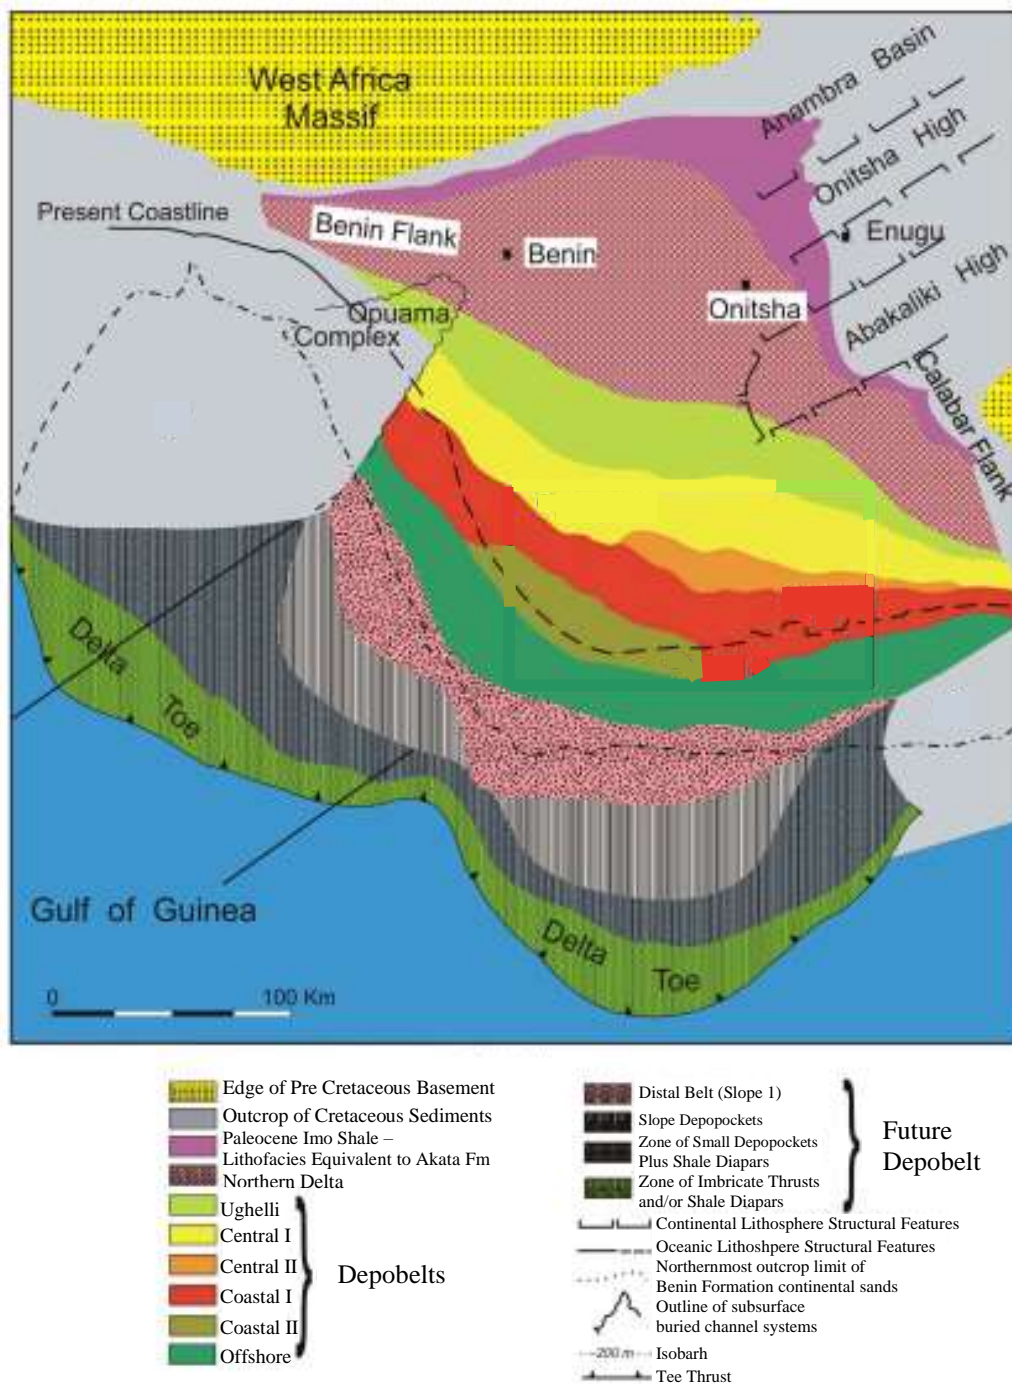 West Africa
Massif
Anambra Basin
Onitsha High
Enugu
Abakaliki High
Calabar Flank
Present Coastline
Benin Flank
Benin
Onitsha
Opuama
Complex
Delta
Toe
Gulf of Guinea
Delta
Toe
0 100 Km
Edge of Pre Cretaceous Basement
Outcrop of Cretaceous Sediments
Paleocene Imo Shale –
Lithofacies Equivalent to Akata Fm
Northern Delta
Ughelli
Central I
Central II
Coastal I
Coastal II
Offshore
Depobelts
Distal Belt (Slope 1)
Slope Depopockets
Zone of Small Depopockets
Plus Shale Diapars
Zone of Imbricate Thrusts
and/or Shale Diapars
Future
Depobelt
Continental Lithosphere Structural Features
Oceanic Lithoshpere Structural Features
Northernmost outcrop limit of
Benin Formation continental sands
Outline of subsurface
buried channel systems
200 m Isobarh
Tee Thrust